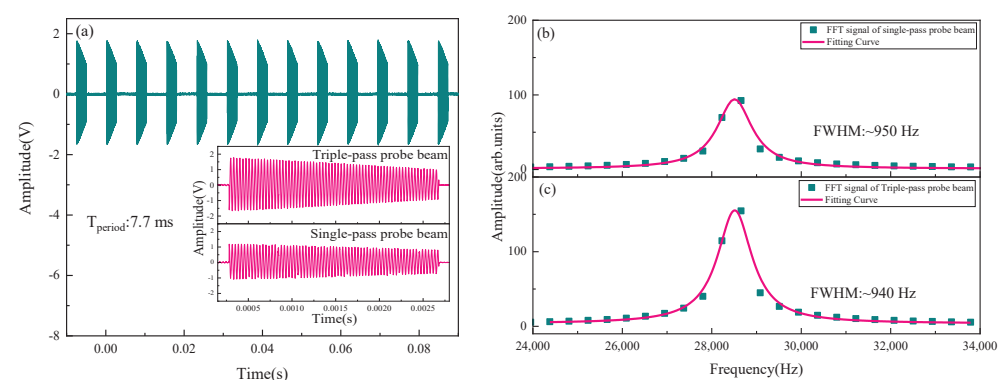 (a)
Amplitude(V)
2
0
-2
-4
-6
-8
T_period:7.7 ms
Triple-pass probe beam
2
1
0
-1
-2
Amplitude(V)
Single-pass probe beam
2
1
0
-1
-2
0.0005 0.0010 0.0015 0.0020 0.0025
Time(s)
0.00 0.02 0.04 0.06 0.08
Time(s)
(b)
FFT signal of single-pass probe beam
Fitting Curve
FWHM:~950 Hz
200
100
0
Amplitude(arb.units)
(c)
FFT signal of Triple-pass probe beam
Fitting Curve
FWHM:~940 Hz
200
100
0
24,000 26,000 28,000 30,000 32,000 34,000
Frequency(Hz)